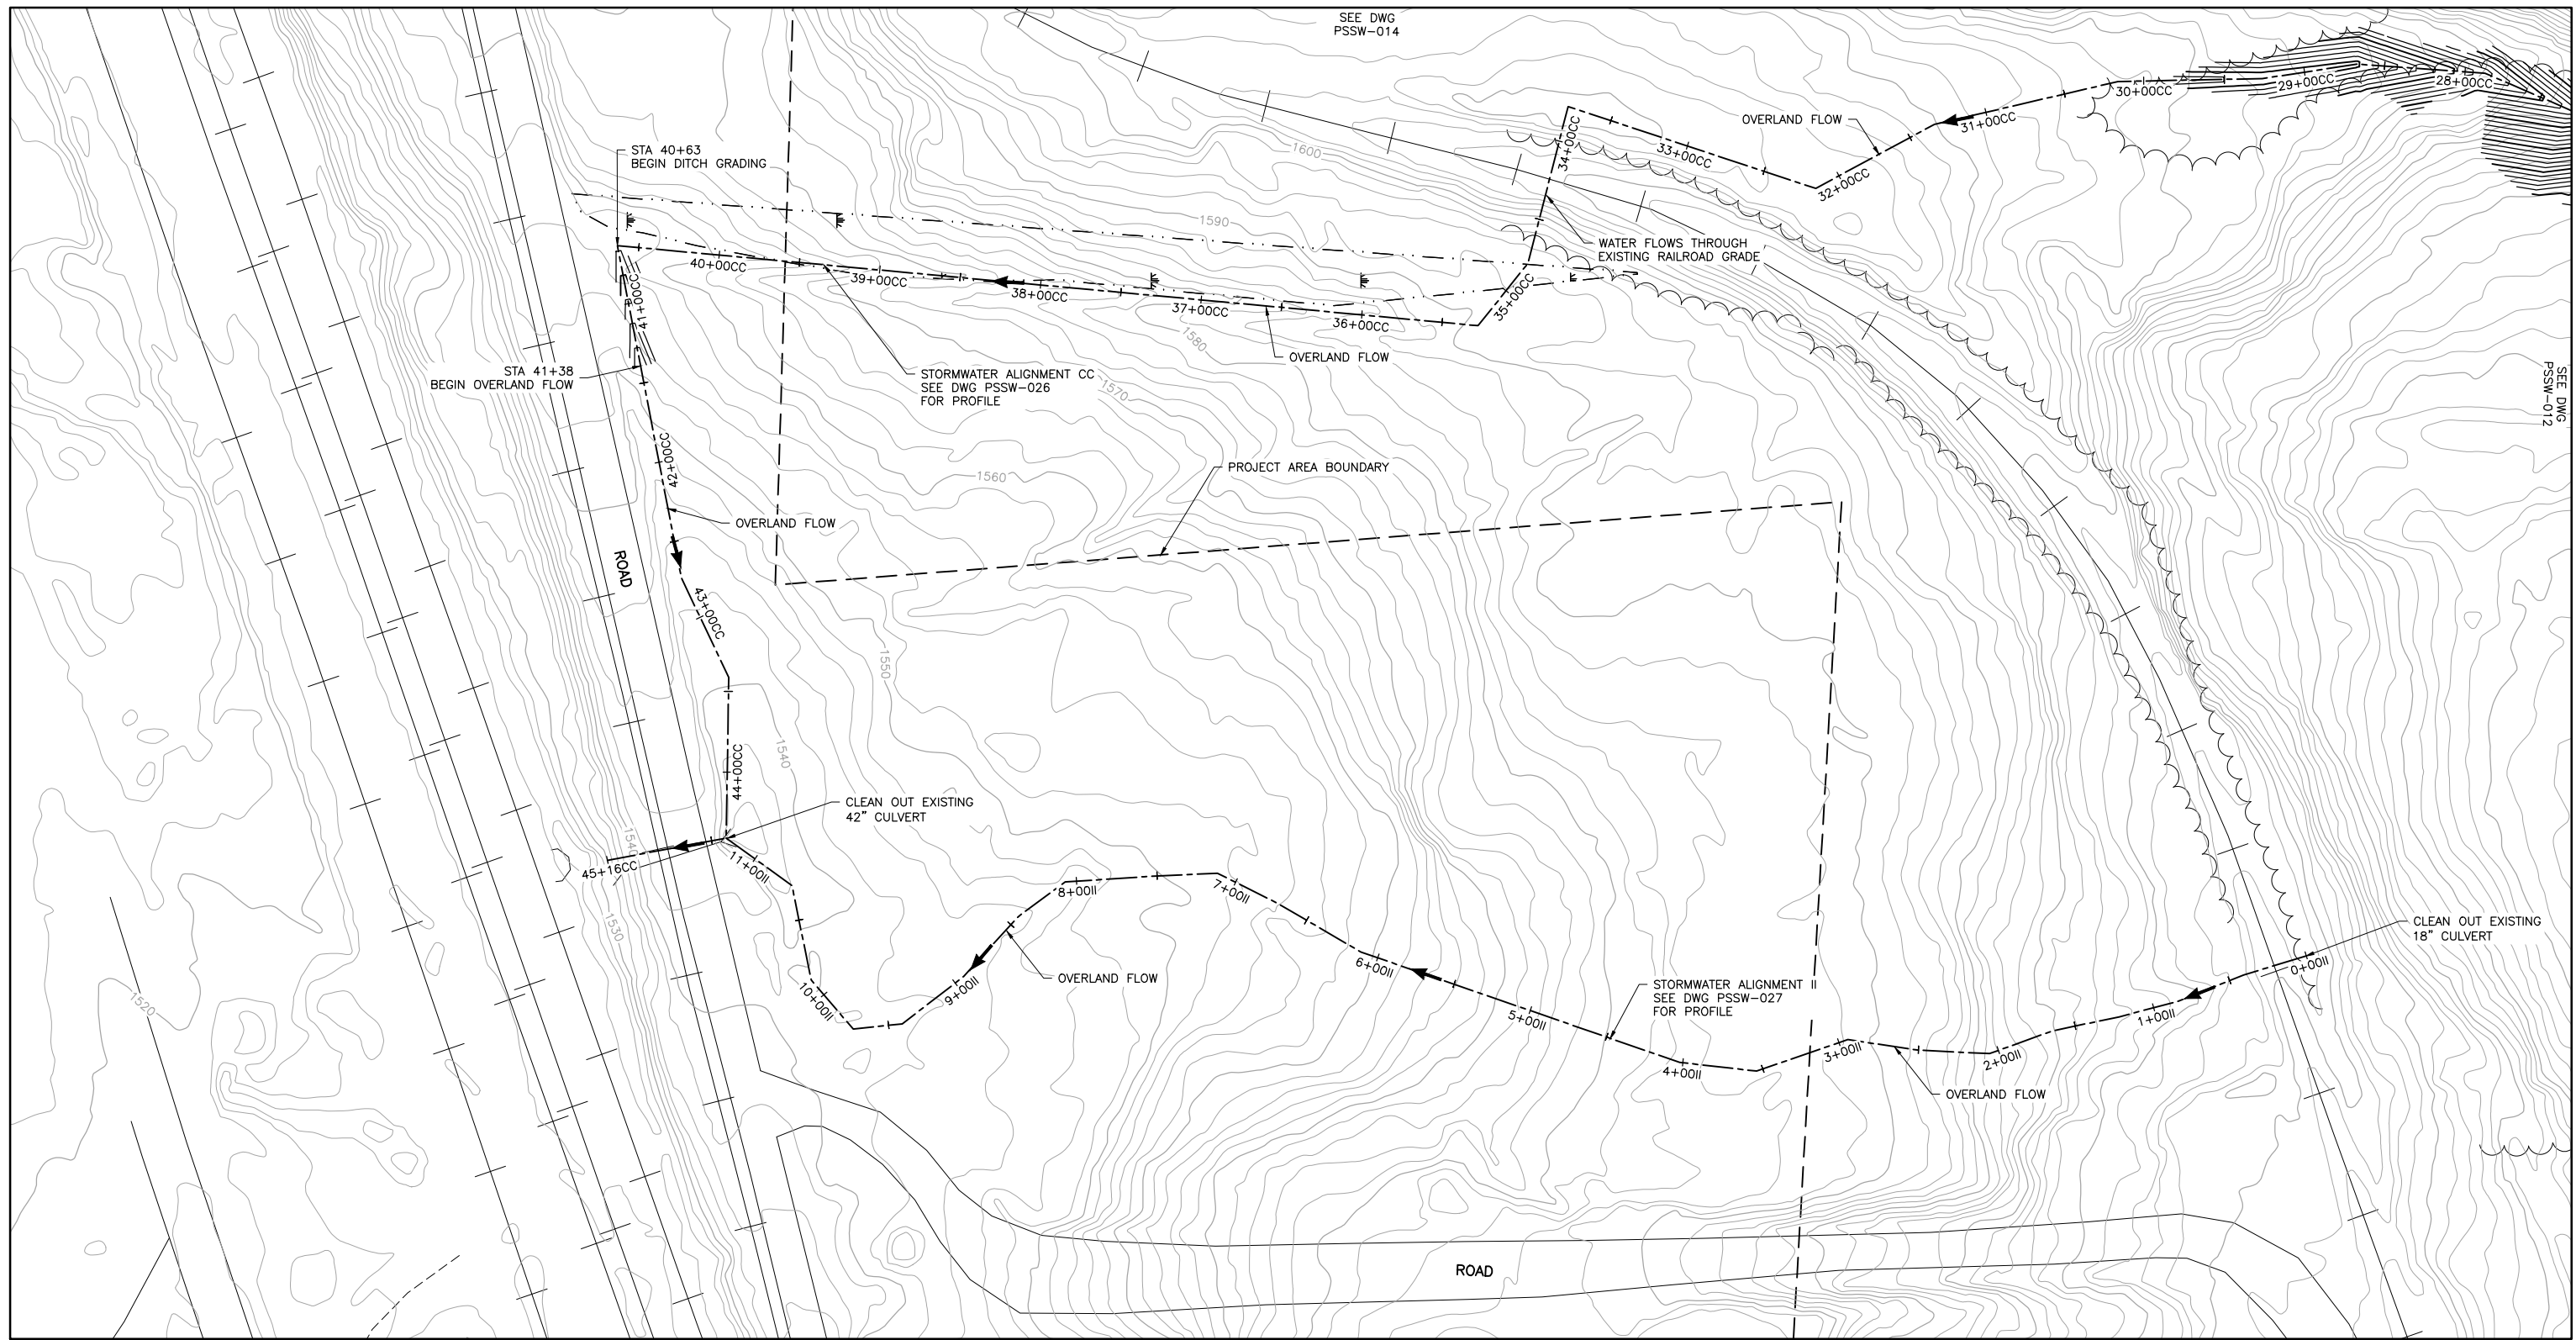 SEE DWG
PSSW-014
28+00CC
29+00CC
30+00CC
31+00CC
OVERLAND FLOW
32+00CC
33+00CC
34+00CC
STA 40+63
BEGIN DITCH GRADING
1600
1590
WATER FLOWS THROUGH
EXISTING RAILROAD GRADE
40+00CC
39+00CC
38+00CC
37+00CC
36+00CC
35+00CC
41+00CC
1580
OVERLAND FLOW
STA 41+38
BEGIN OVERLAND FLOW
STORMWATER ALIGNMENT CC
SEE DWG PSSW-026
FOR PROFILE
1570
SEE DWG
PSSW-012
42+00CC
1560
PROJECT AREA BOUNDARY
OVERLAND FLOW
ROAD
43+00CC
1550
1540
44+00CC
CLEAN OUT EXISTING
42" CULVERT
1540
45+16CC
11+00II
8+00II
7+00II
1530
CLEAN OUT EXISTING
18" CULVERT
6+00II
0+00II
OVERLAND FLOW
9+00II
10+00II
1520
STORMWATER ALIGNMENT II
SEE DWG PSSW-027
FOR PROFILE
5+00II
1+00II
4+00II
3+00II
2+00II
OVERLAND FLOW
ROAD